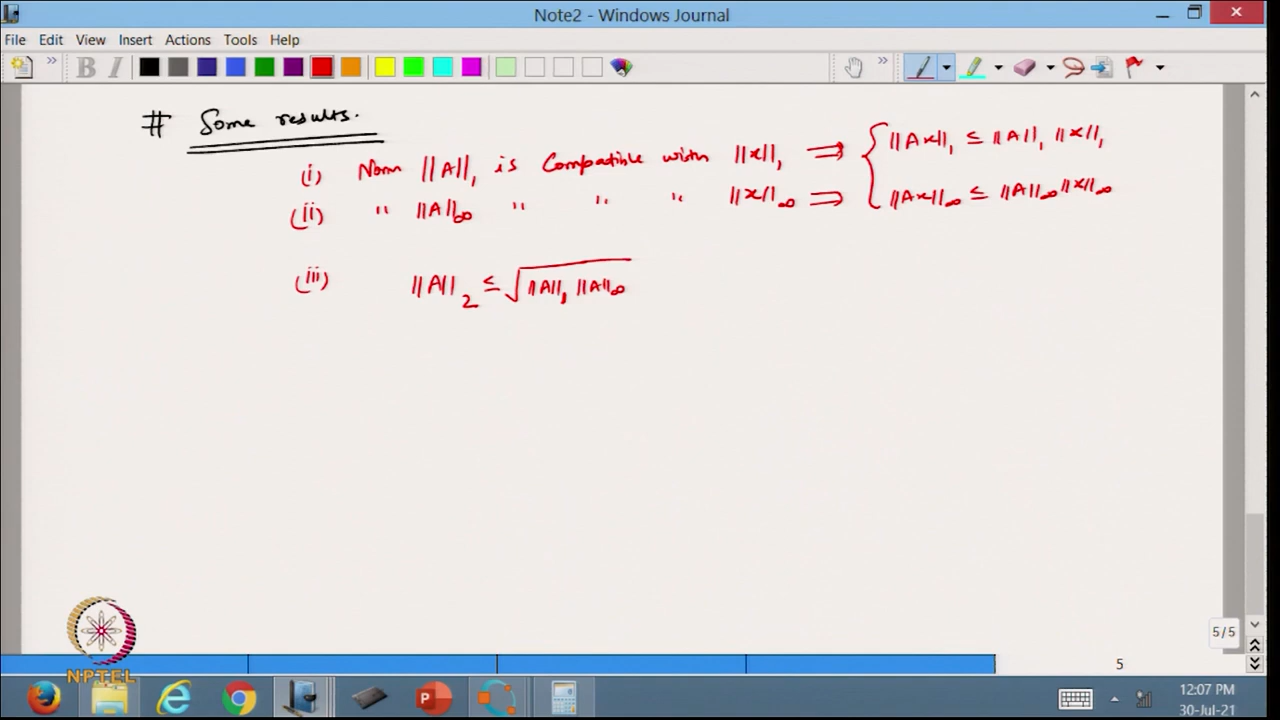 Note2 - Windows Journal
File Edit View Insert Actions Tools Help
B I
# Some results.
(i) Norm ||A||₁ is Compatible with ||x||₁ ⇒ { ||Ax||₁ ≤ ||A||₁ ||x||₁
(ii) " ||A||∞ " " " ||x||∞ ⇒ ||Ax||∞ ≤ ||A||∞ ||x||∞
(iii) ||A||₂ ≤ √||A||₁ ||A||∞
5/5
NPTEL
5
12:07 PM
30-Jul-21